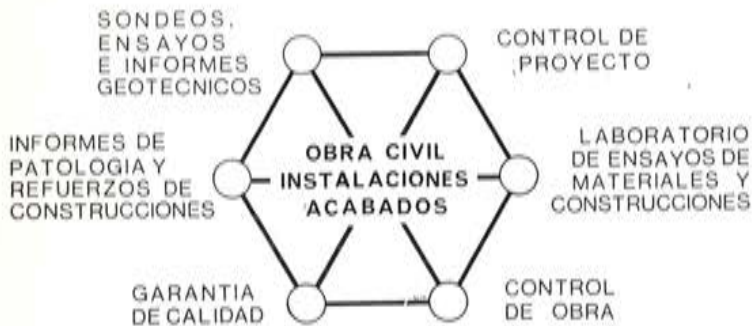 SONDEOS,
ENSAYOS
E INFORMES
GEOTECNICOS
CONTROL DE
PROYECTO
INFORMES DE
PATOLOGIA Y
REFUERZOS DE
CONSTRUCCIONES
OBRA CIVIL
INSTALACIONES
ACABADOS
LABORATORIO
DE ENSAYOS DE
MATERIALES Y
CONSTRUCCIONES
GARANTIA
DE CALIDAD
CONTROL
DE OBRA